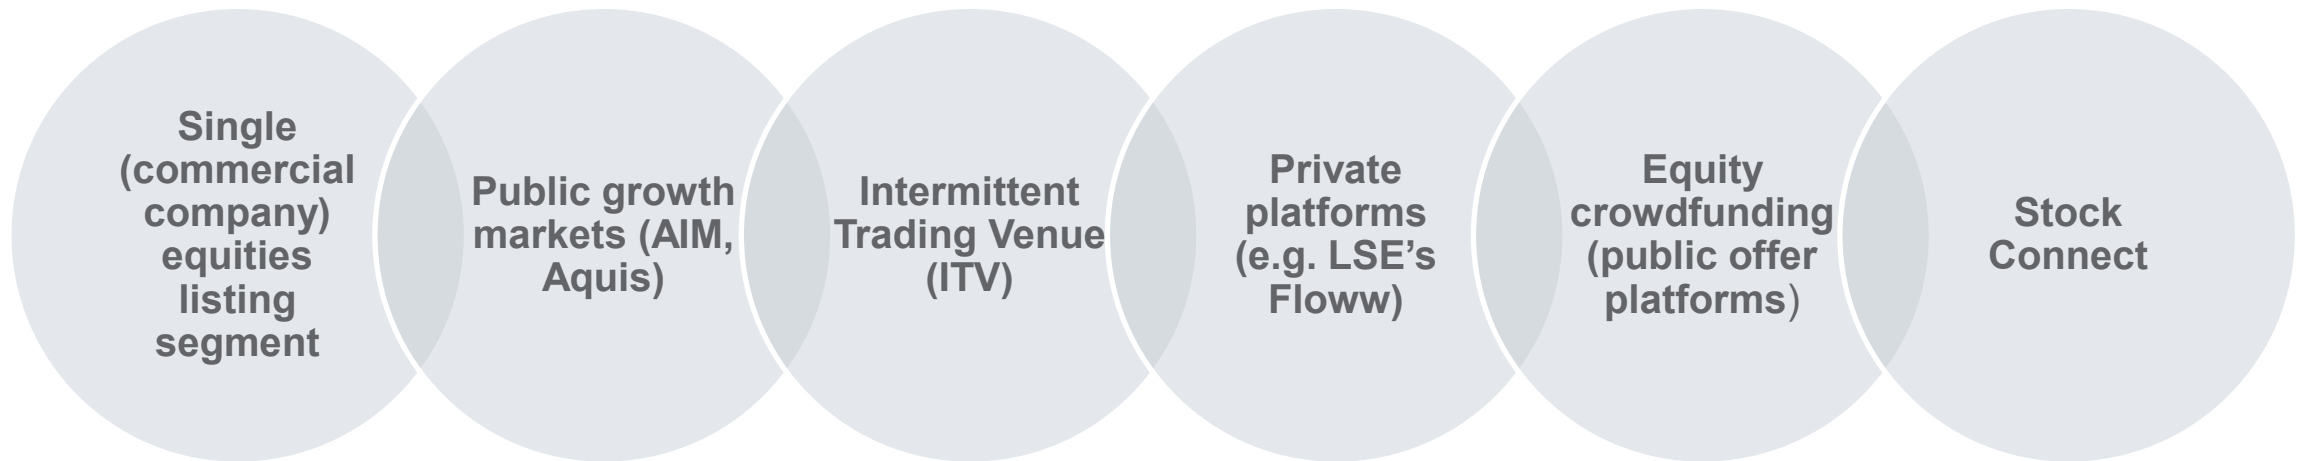 Single
(commercial
company)
equities
listing
segment
Public growth
markets (AIM,
Aquis)
Intermittent
Trading Venue
(ITV)
Private
platforms
(e.g. LSE’s
Floww)
Equity
crowdfunding
(public offer
platforms)
Stock
Connect